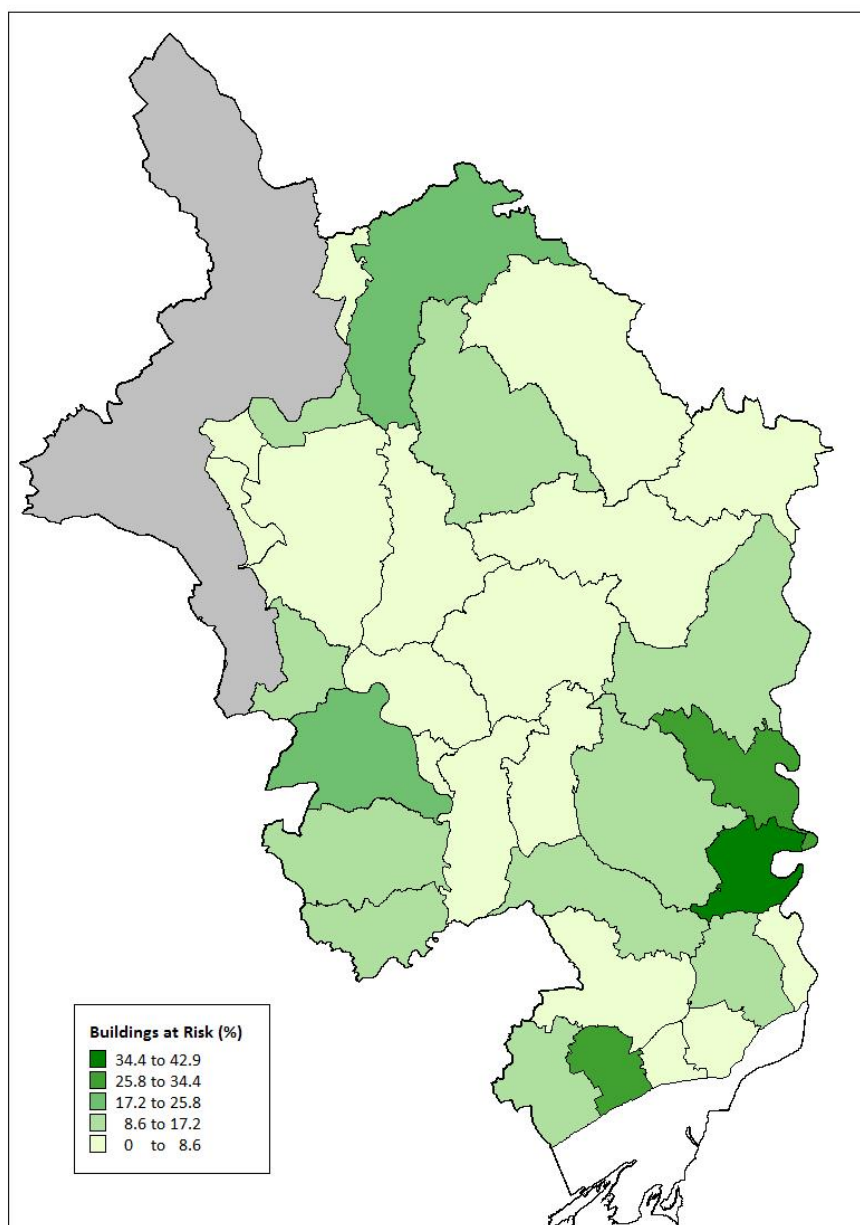 Buildings at Risk (%)
34.4 to 42.9
25.8 to 34.4
17.2 to 25.8
8.6 to 17.2
0 to 8.6